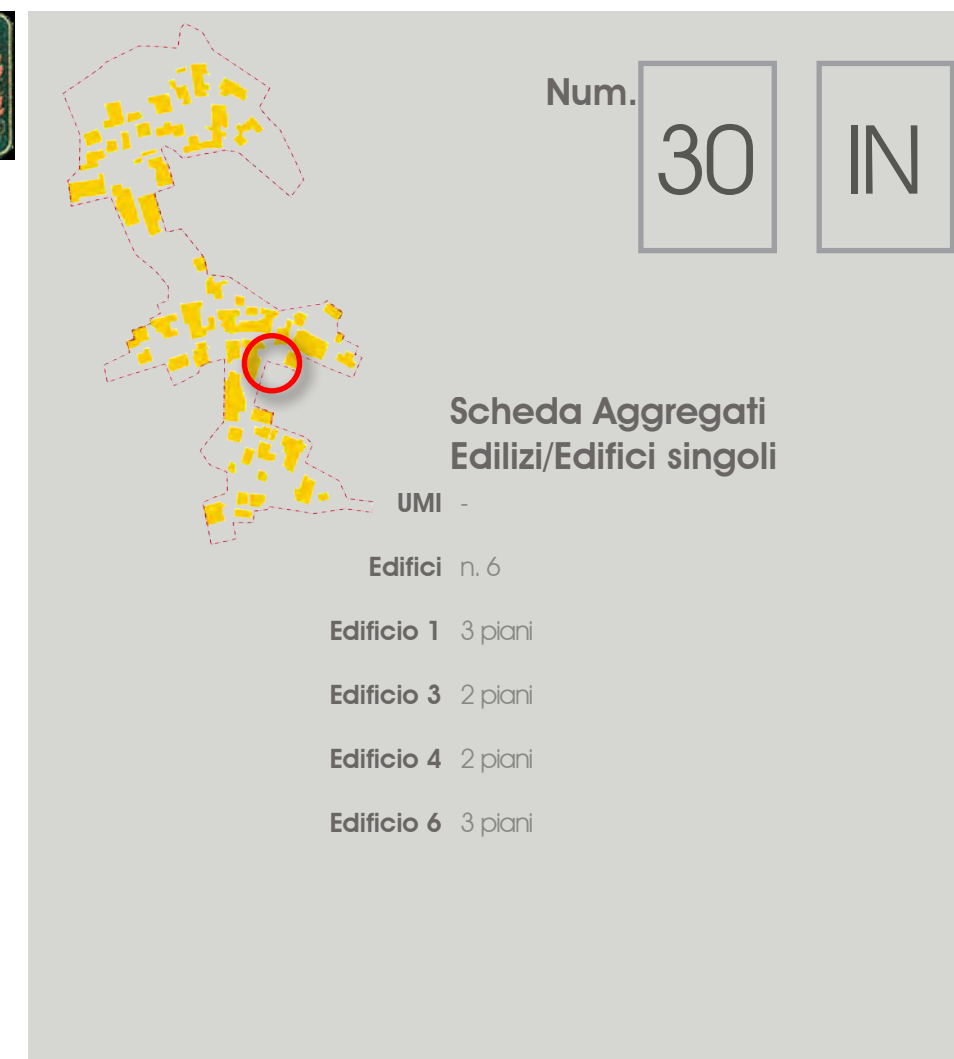 Num.
30 IN
Scheda Aggregati
Edilizi/Edifici singoli
UMI -
Edifici n. 6
Edificio 1 3 piani
Edificio 3 2 piani
Edificio 4 2 piani
Edificio 6 3 piani